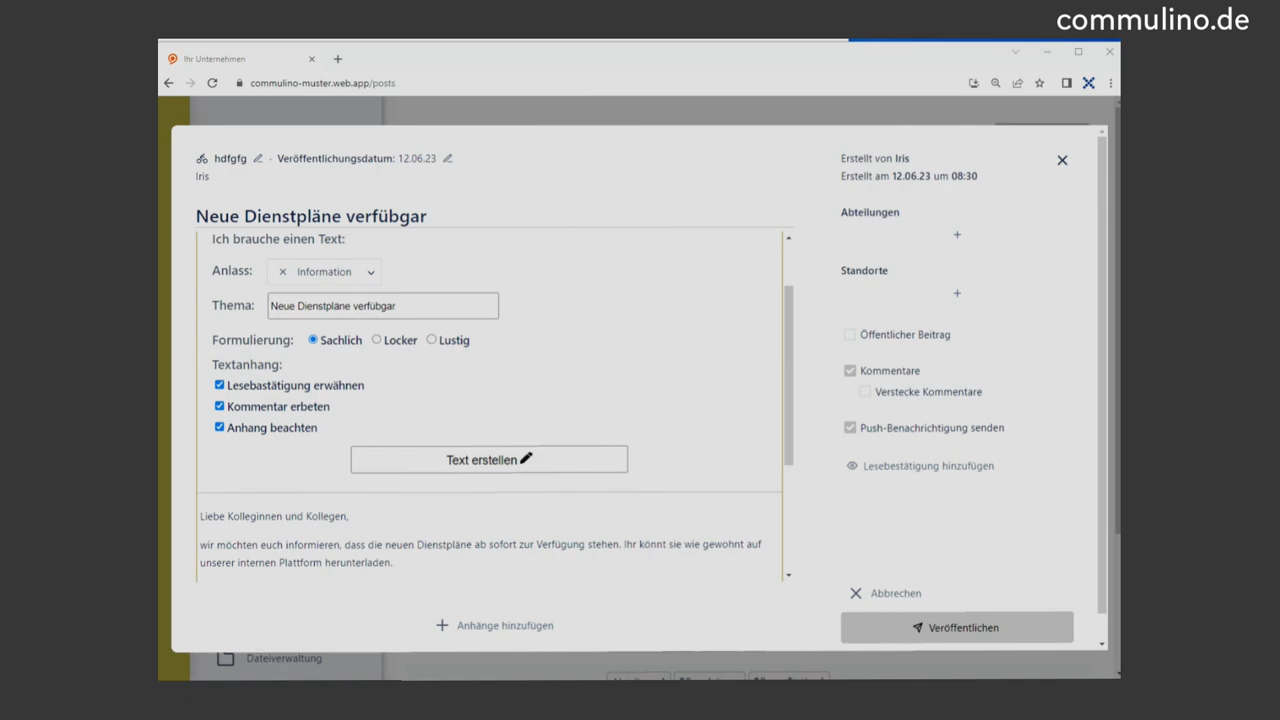 commulino.de
Ihr Unternehmen
commulino-muster.web.app/posts
hdfgfg · Veröffentlichungsdatum: 12.06.23
Iris
Neue Dienstpläne verfübgar
Ich brauche einen Text:
Anlass: Information
Thema: Neue Dienstpläne verfübgar
Formulierung: Sachlich Locker Lustig
Textanhang:
Lesebastätigung erwähnen
Kommentar erbeten
Anhang beachten
Text erstellen
Liebe Kolleginnen und Kollegen,
wir möchten euch informieren, dass die neuen Dienstpläne ab sofort zur Verfügung stehen. Ihr könnt sie wie gewohnt auf
unserer internen Plattform herunterladen.
Anhänge hinzufügen
Erstellt von Iris
Erstellt am 12.06.23 um 08:30
Abteilungen
Standorte
Öffentlicher Beitrag
Kommentare
Verstecke Kommentare
Push-Benachrichtigung senden
Lesebestätigung hinzufügen
Abbrechen
Veröffentlichen
Dateiverwaltung